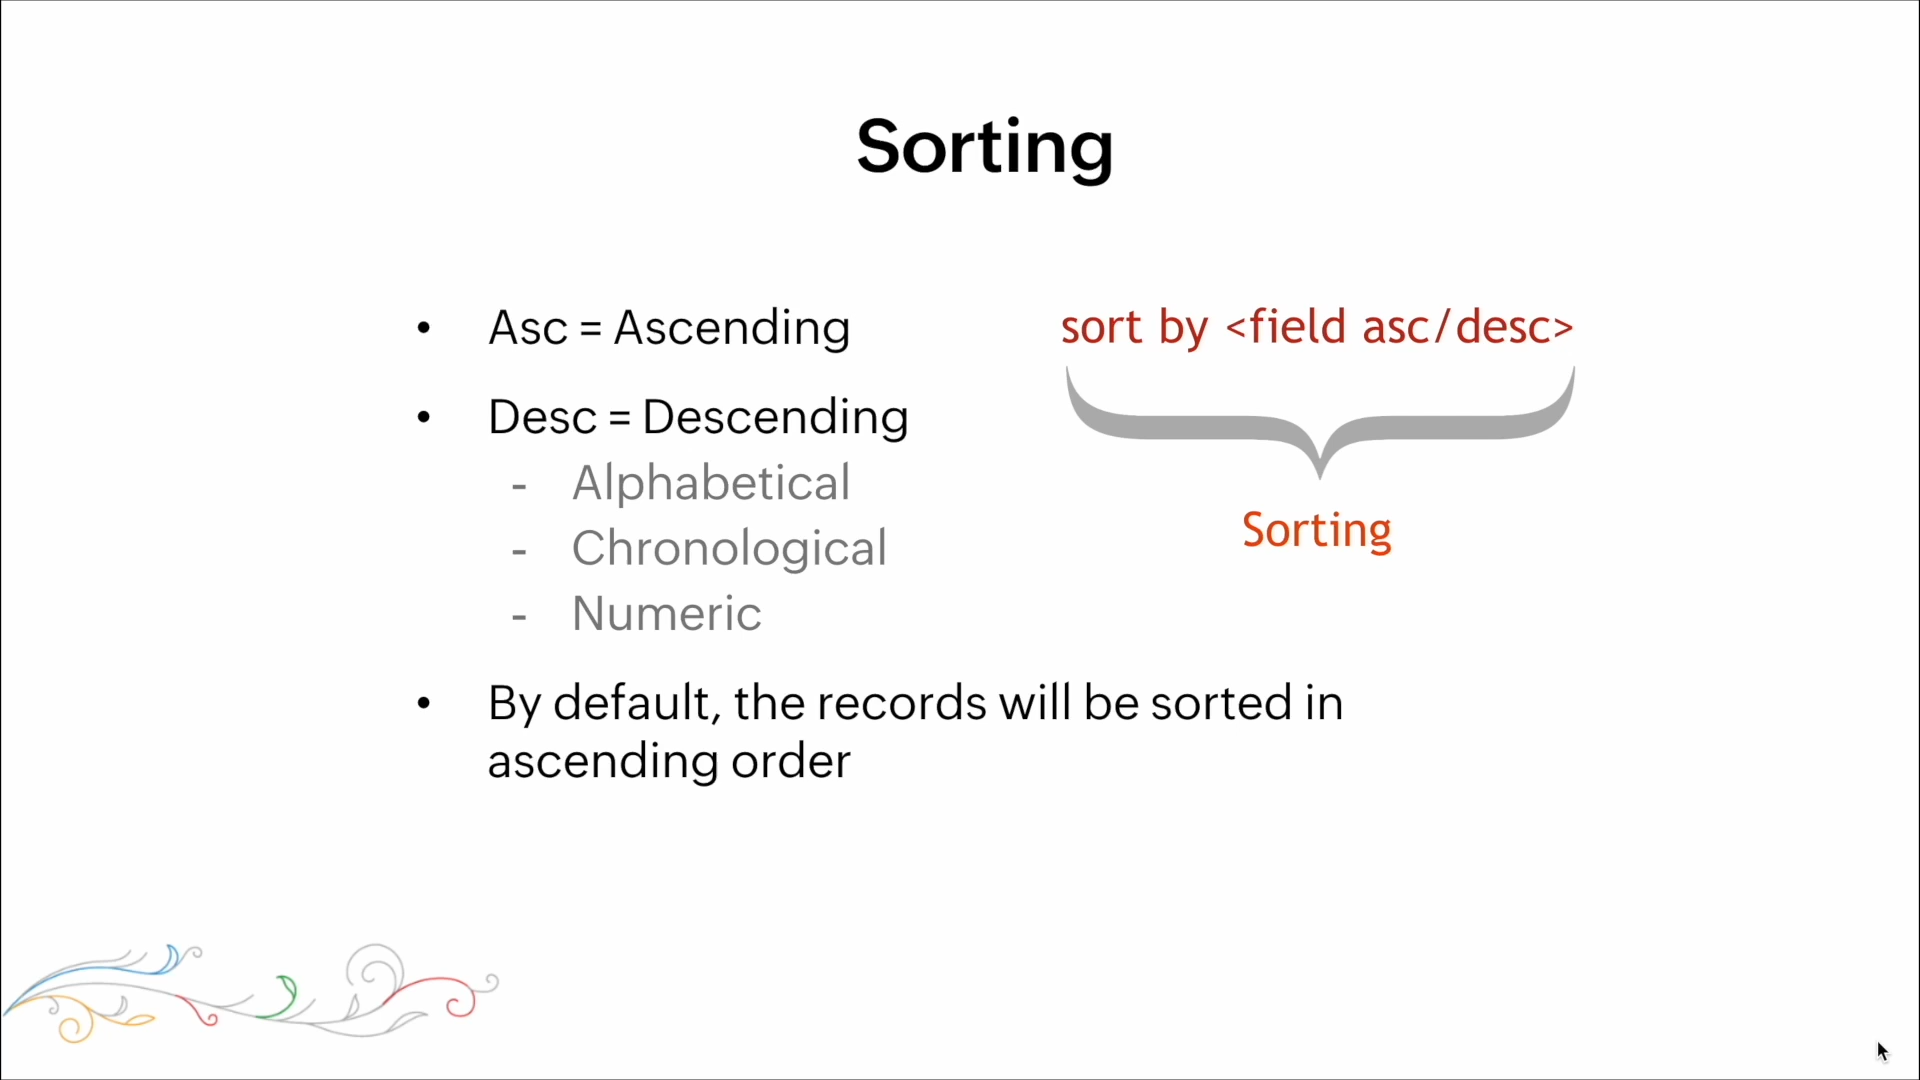 Sorting
• Asc = Ascending
• Desc = Descending
- Alphabetical
- Chronological
- Numeric
• By default, the records will be sorted in
ascending order
sort by <field asc/desc>
Sorting